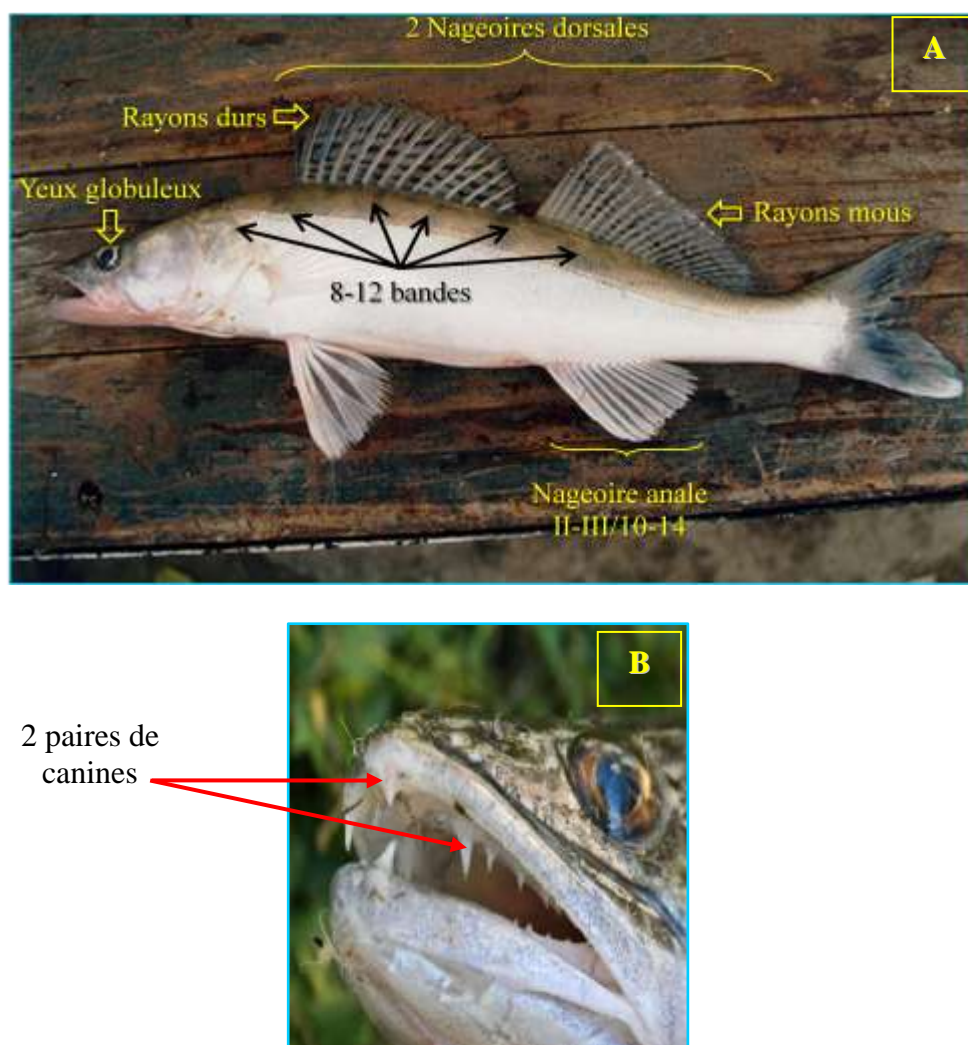 2 Nageoires dorsales
A
Rayons durs
Yeux globuleux
Rayons mous
8-12 bandes
Nageoire anale
II-III/10-14
B
2 paires de
canines